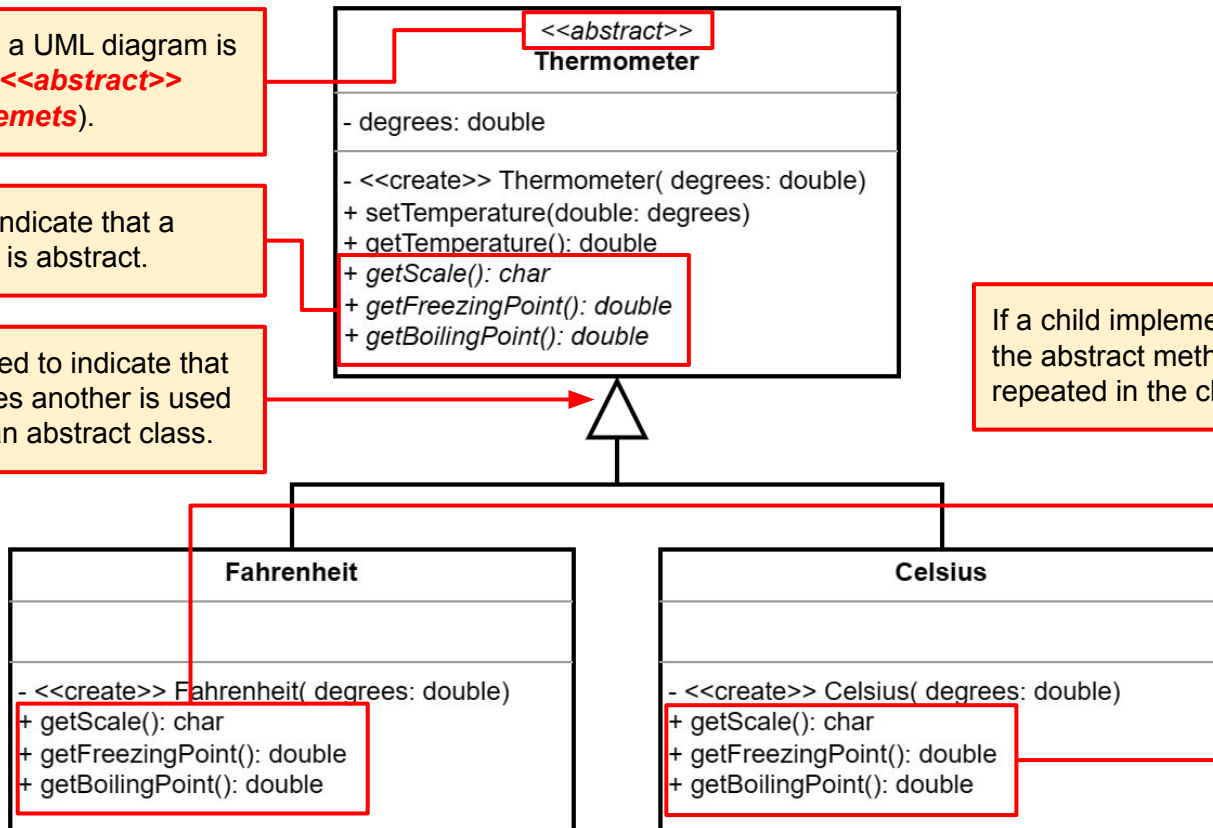 a UML diagram is
<<abstract>>
emets).
ndicate that a
is abstract.
ed to indicate that
es another is used
an abstract class.
<<abstract>>
Thermometer
- degrees: double
- <<create>> Thermometer( degrees: double)
+ setTemperature(double: degrees)
+ getTemperature(): double
+ getScale(): char
+ getFreezingPoint(): double
+ getBoilingPoint(): double
If a child impleme
the abstract meth
repeated in the cl
Fahrenheit
- <<create>> Fahrenheit( degrees: double)
+ getScale(): char
+ getFreezingPoint(): double
+ getBoilingPoint(): double
Celsius
- <<create>> Celsius( degrees: double)
+ getScale(): char
+ getFreezingPoint(): double
+ getBoilingPoint(): double